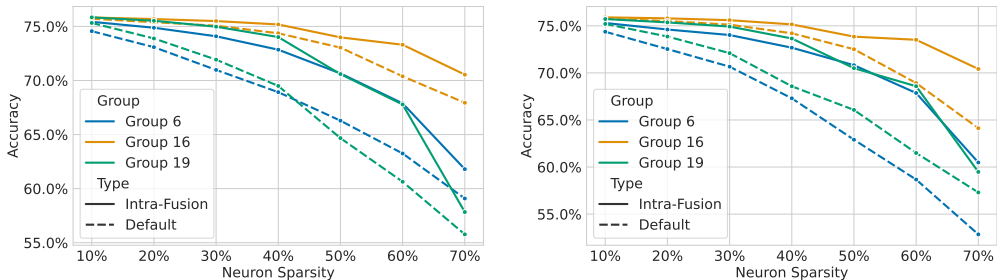 75.0%
70.0%
65.0%
60.0%
55.0%
Accuracy
Group
Group 6
Group 16
Group 19
Type
Intra-Fusion
Default
10% 20% 30% 40% 50% 60% 70%
Neuron Sparsity
75.0%
70.0%
65.0%
60.0%
55.0%
Accuracy
Group
Group 6
Group 16
Group 19
Type
Intra-Fusion
Default
10% 20% 30% 40% 50% 60% 70%
Neuron Sparsity